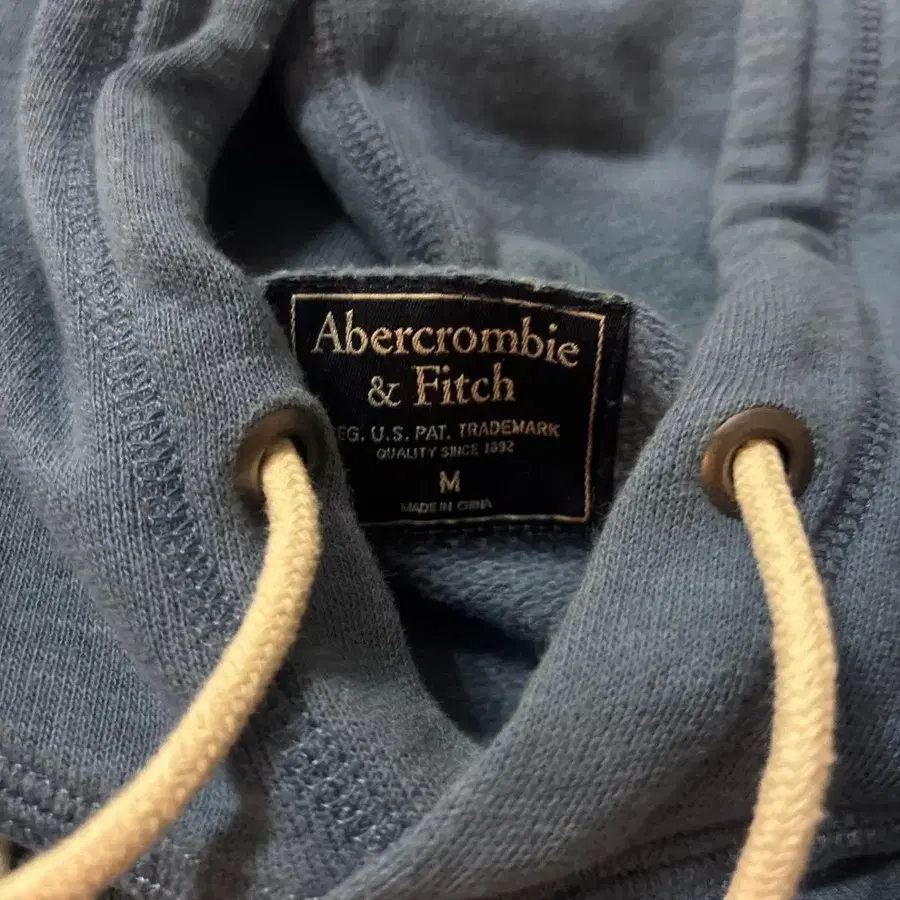 Abercrombie
& Fitch
EG. U.S. PAT. TRADEMARK
QUALITY SINCE 1892
M
MADE IN CHINA